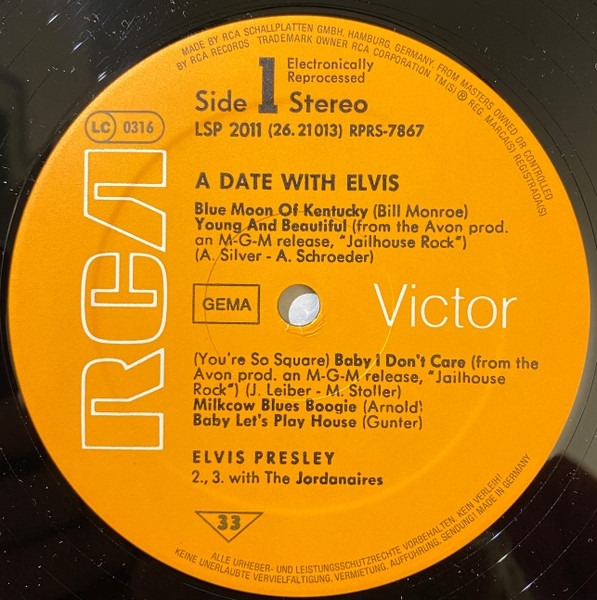 MADE BY RCA SCHALLPLATTEN GMBH, HAMBURG, GERMANY, FROM MASTERS OWNED OR CONTROLLED
BY RCA RECORDS TRADEMARK OWNER RCA CORPORATION. TM(S) ® REG. MARCA(S) REGISTRADA(S)
Electronically
Reprocessed
Side 1 Stereo
LC 0316
LSP 2011 (26.21013) RPRS-7867
RCA
A DATE WITH ELVIS
Blue Moon Of Kentucky (Bill Monroe)
Young And Beautiful (from the Avon prod.
an M-G-M release, "Jailhouse Rock")
(A. Silver - A. Schroeder)
GEMA
Victor
(You're So Square) Baby I Don't Care (from the
Avon prod. an M-G-M release, "Jailhouse
Rock") (J. Leiber - M. Stoller)
Milkcow Blues Boogie (Arnold)
Baby Let's Play House (Gunter)
ELVIS PRESLEY
2., 3. with The Jordanaires
33
ALLE URHEBER- UND LEISTUNGSSCHUTZRECHTE VORBEHALTEN. KEIN VERLEIH!
KEINE UNERLAUBTE VERVIELFALTIGUNG, VERMIETUNG, AUFFÜHRUNG, SENDUNG! MADE IN GERMANY